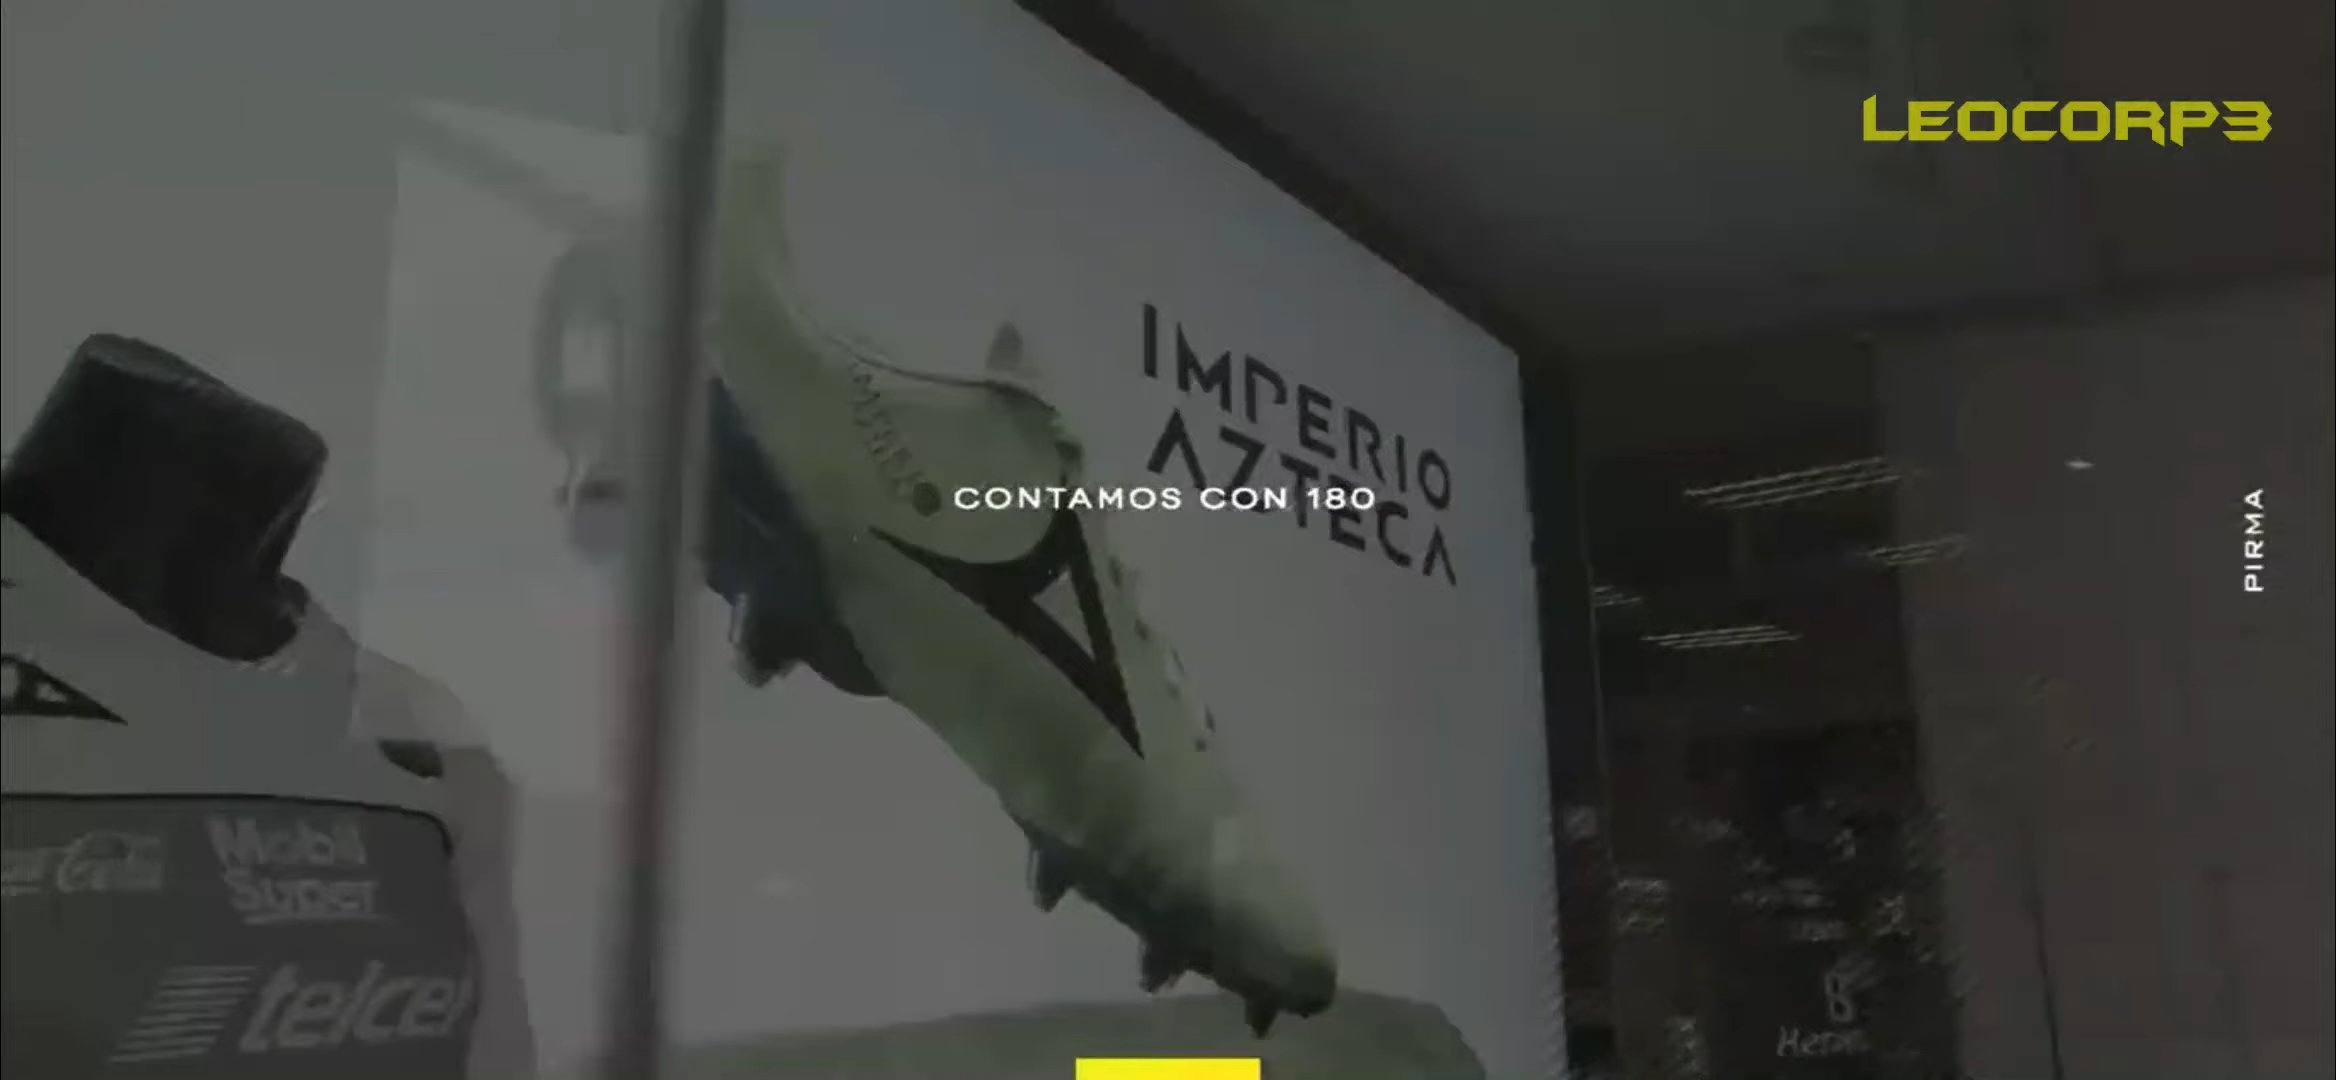 LEOCORP3
IMPERIO
AZTECA
CONTAMOS CON 180
PIRMA
Mobil
Super
telcel